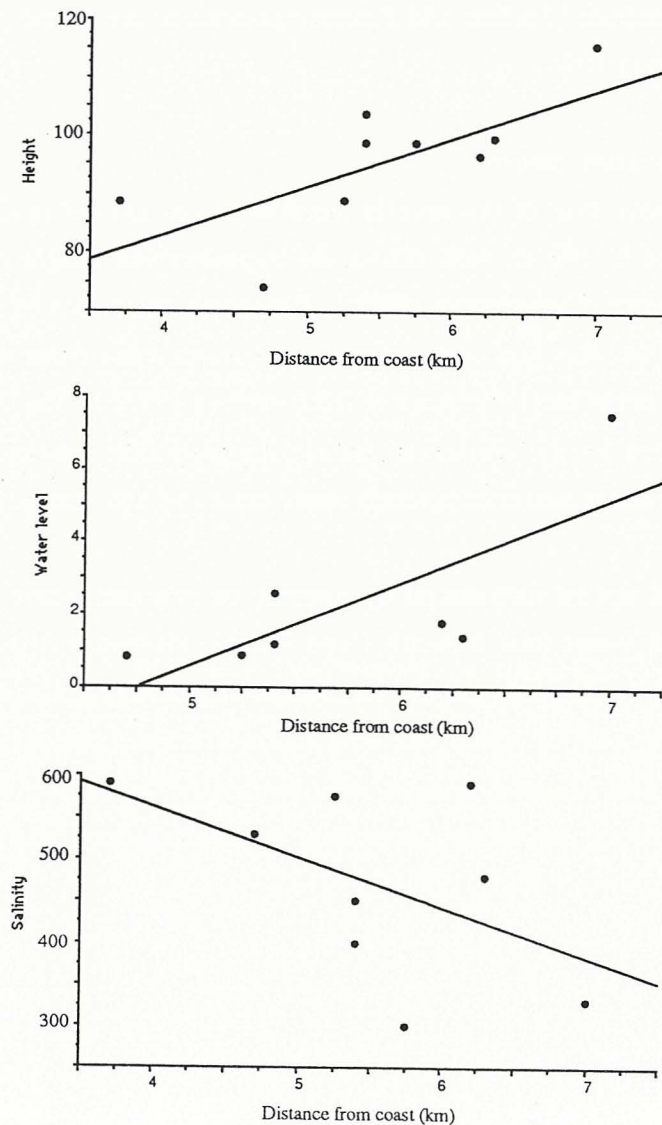 120
100
80
Height
4 5 6 7
Distance from coast (km)
8
6
4
2
0
Water level
5 6 7
Distance from coast (km)
600
500
400
300
Salinity
4 5 6 7
Distance from coast (km)